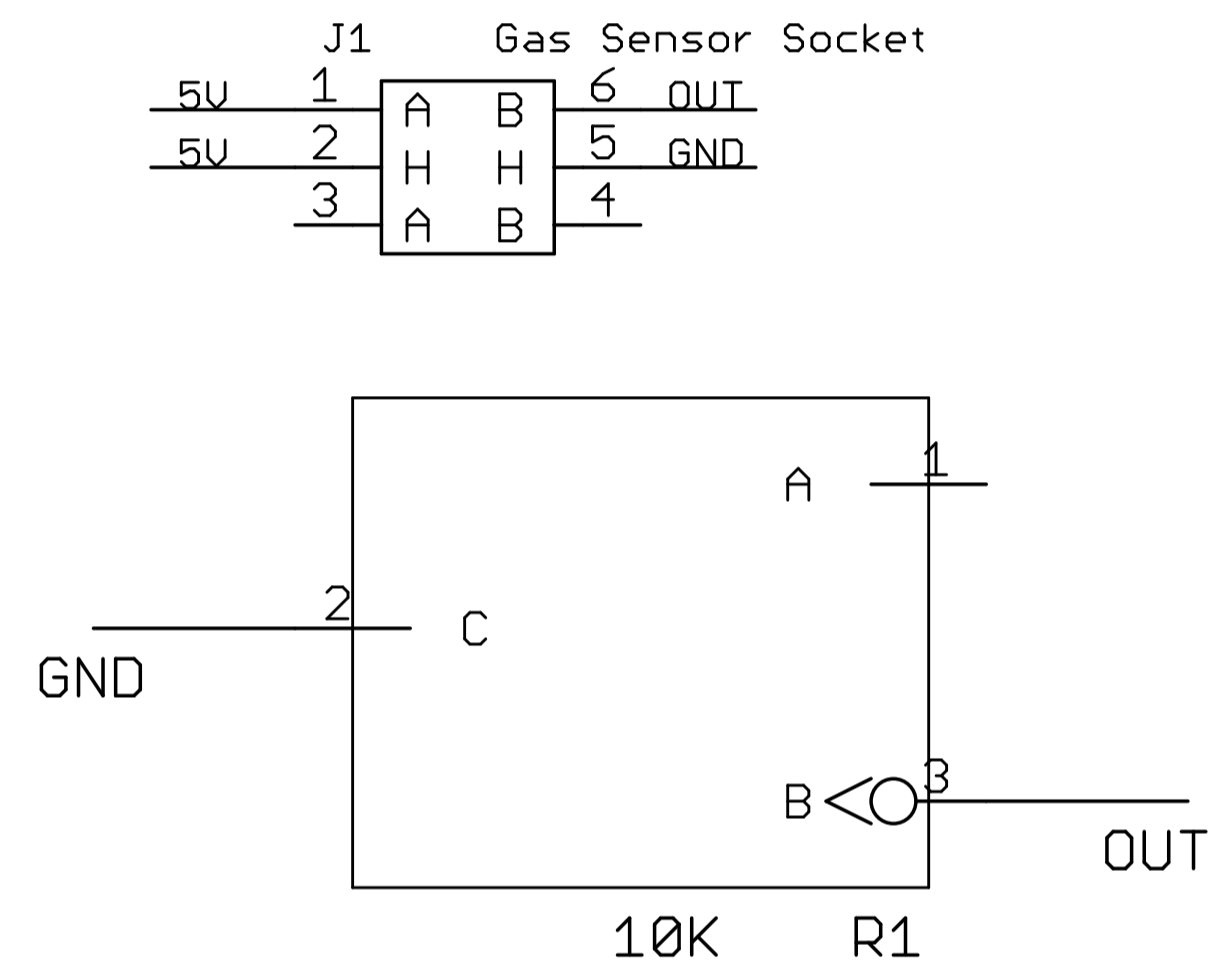 J1 Gas Sensor Socket
5V 1 A B 6 OUT
5V 2 H H 5 GND
3 A B 4
A 1
2 C
GND
B 3
OUT
10K R1